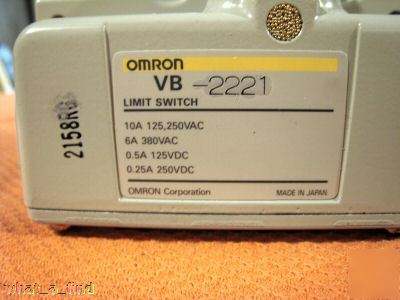 omron
VB -2221
LIMIT SWITCH
10A 125,250VAC
6A 380VAC
0.5A 125VDC
0.25A 250VDC
OMRON Corporation MADE IN JAPAN
what_a_find